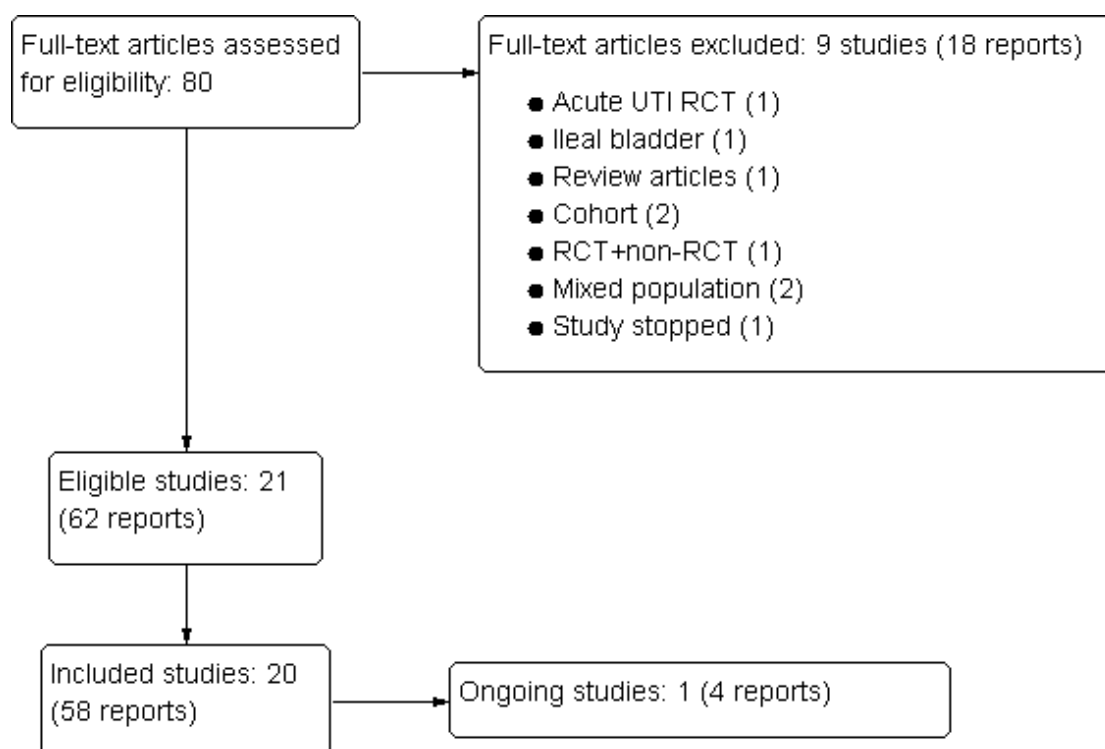 Full-text articles assessed
for eligibility: 80
Full-text articles excluded: 9 studies (18 reports)
● Acute UTI RCT (1)
● Ileal bladder (1)
● Review articles (1)
● Cohort (2)
● RCT+non-RCT (1)
● Mixed population (2)
● Study stopped (1)
Eligible studies: 21
(62 reports)
Included studies: 20
(58 reports)
Ongoing studies: 1 (4 reports)